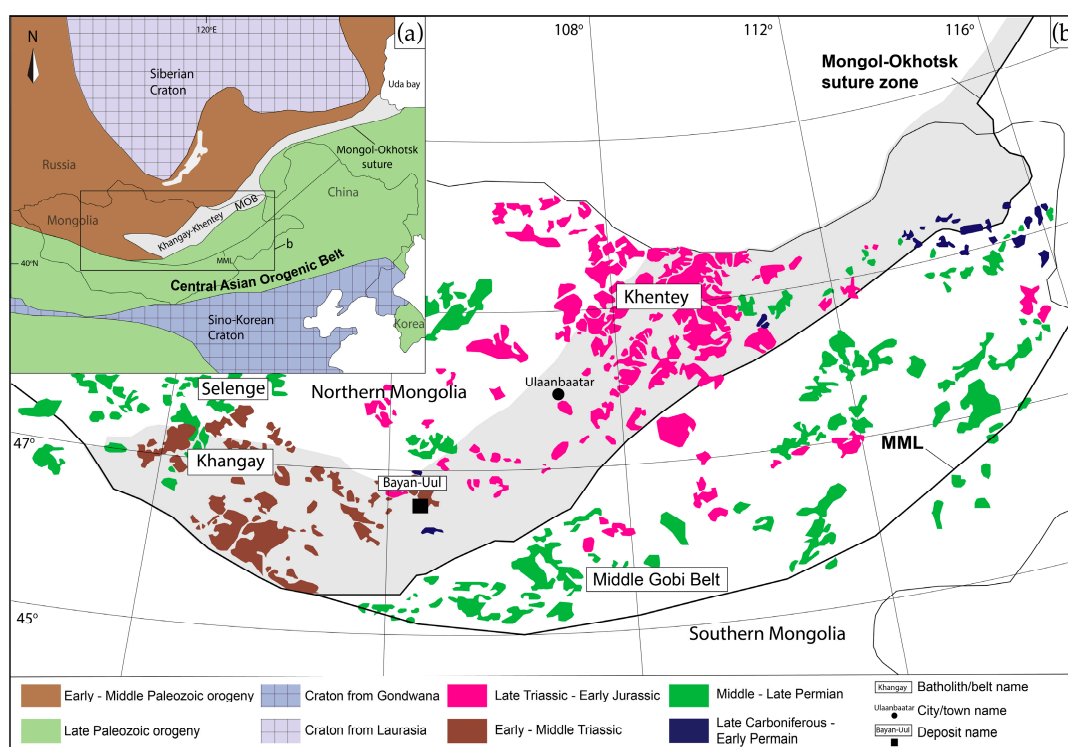 120°E
(a)
N
Siberian
Craton
Uda bay
Russia
Mongol-Okhotsk
suture
China
Mongolia
MOB
Khangay-Khentey
b
MML
40°N
Central Asian Orogenic Belt
Sino-Korean
Craton
Korea
108°
112°
116°
(b)
Mongol-Okhotsk
suture zone
Khentey
Ulaanbaatar
Selenge
Northern Mongolia
47°
Khangay
MML
Bayan-Uul
Middle Gobi Belt
45°
Southern Mongolia
Early - Middle Paleozoic orogeny
Craton from Gondwana
Late Triassic - Early Jurassic
Middle - Late Permian
Khangay
Batholith/belt name
Late Paleozoic orogeny
Craton from Laurasia
Early - Middle Triassic
Late Carboniferous -
Early Permain
Ulaanbaatar
City/town name
Bayan-Uul
Deposit name